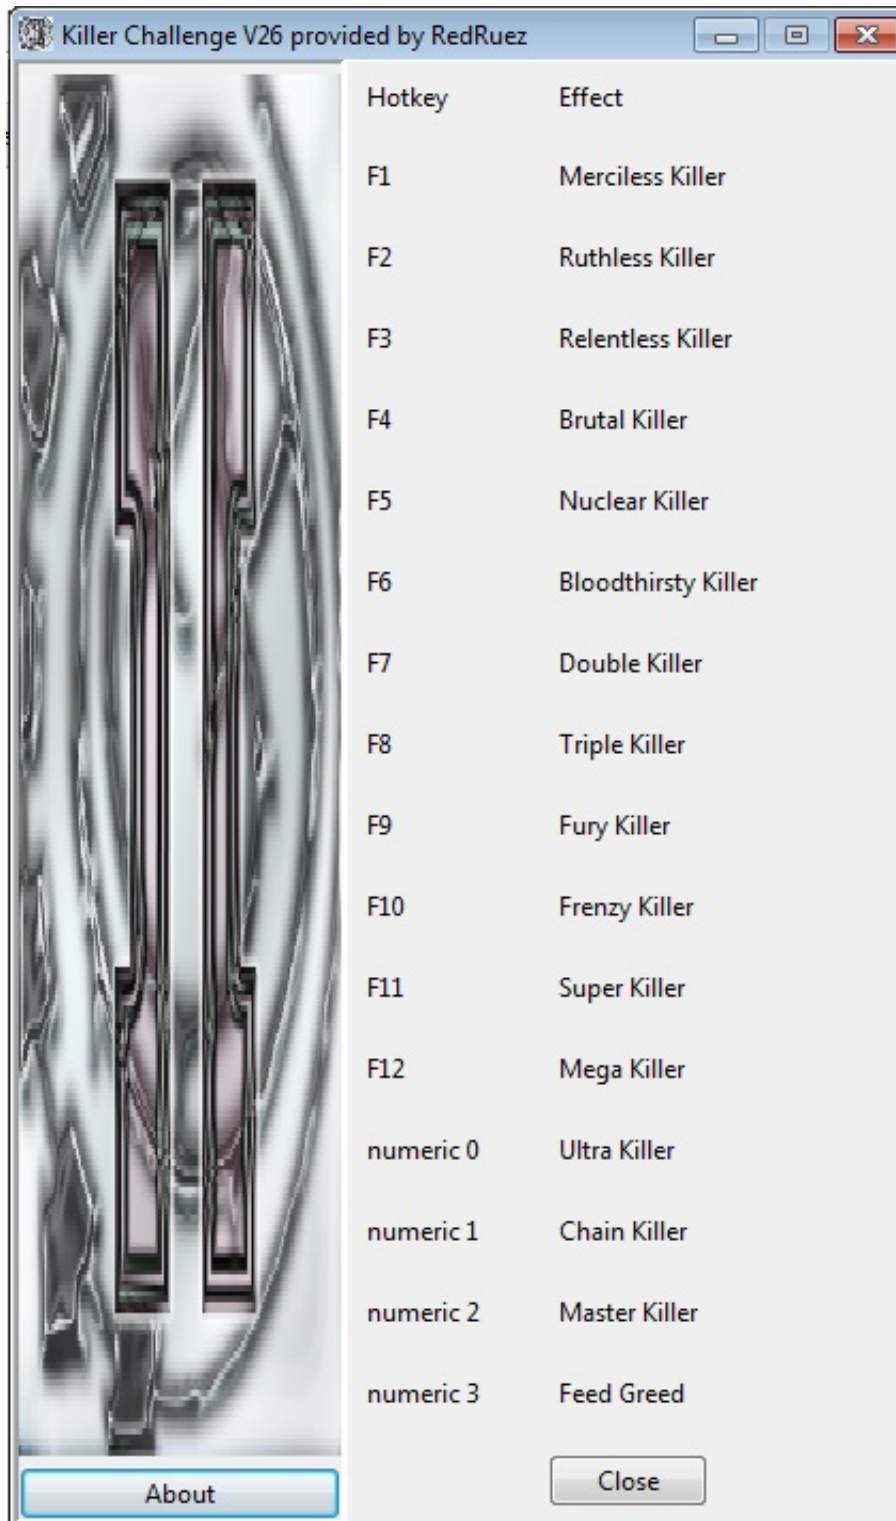 Killer Challenge V26 provided by RedRuez
Hotkey Effect
F1 Merciless Killer
F2 Ruthless Killer
F3 Relentless Killer
F4 Brutal Killer
F5 Nuclear Killer
F6 Bloodthirsty Killer
F7 Double Killer
F8 Triple Killer
F9 Fury Killer
F10 Frenzy Killer
F11 Super Killer
F12 Mega Killer
numeric 0 Ultra Killer
numeric 1 Chain Killer
numeric 2 Master Killer
numeric 3 Feed Greed
About Close